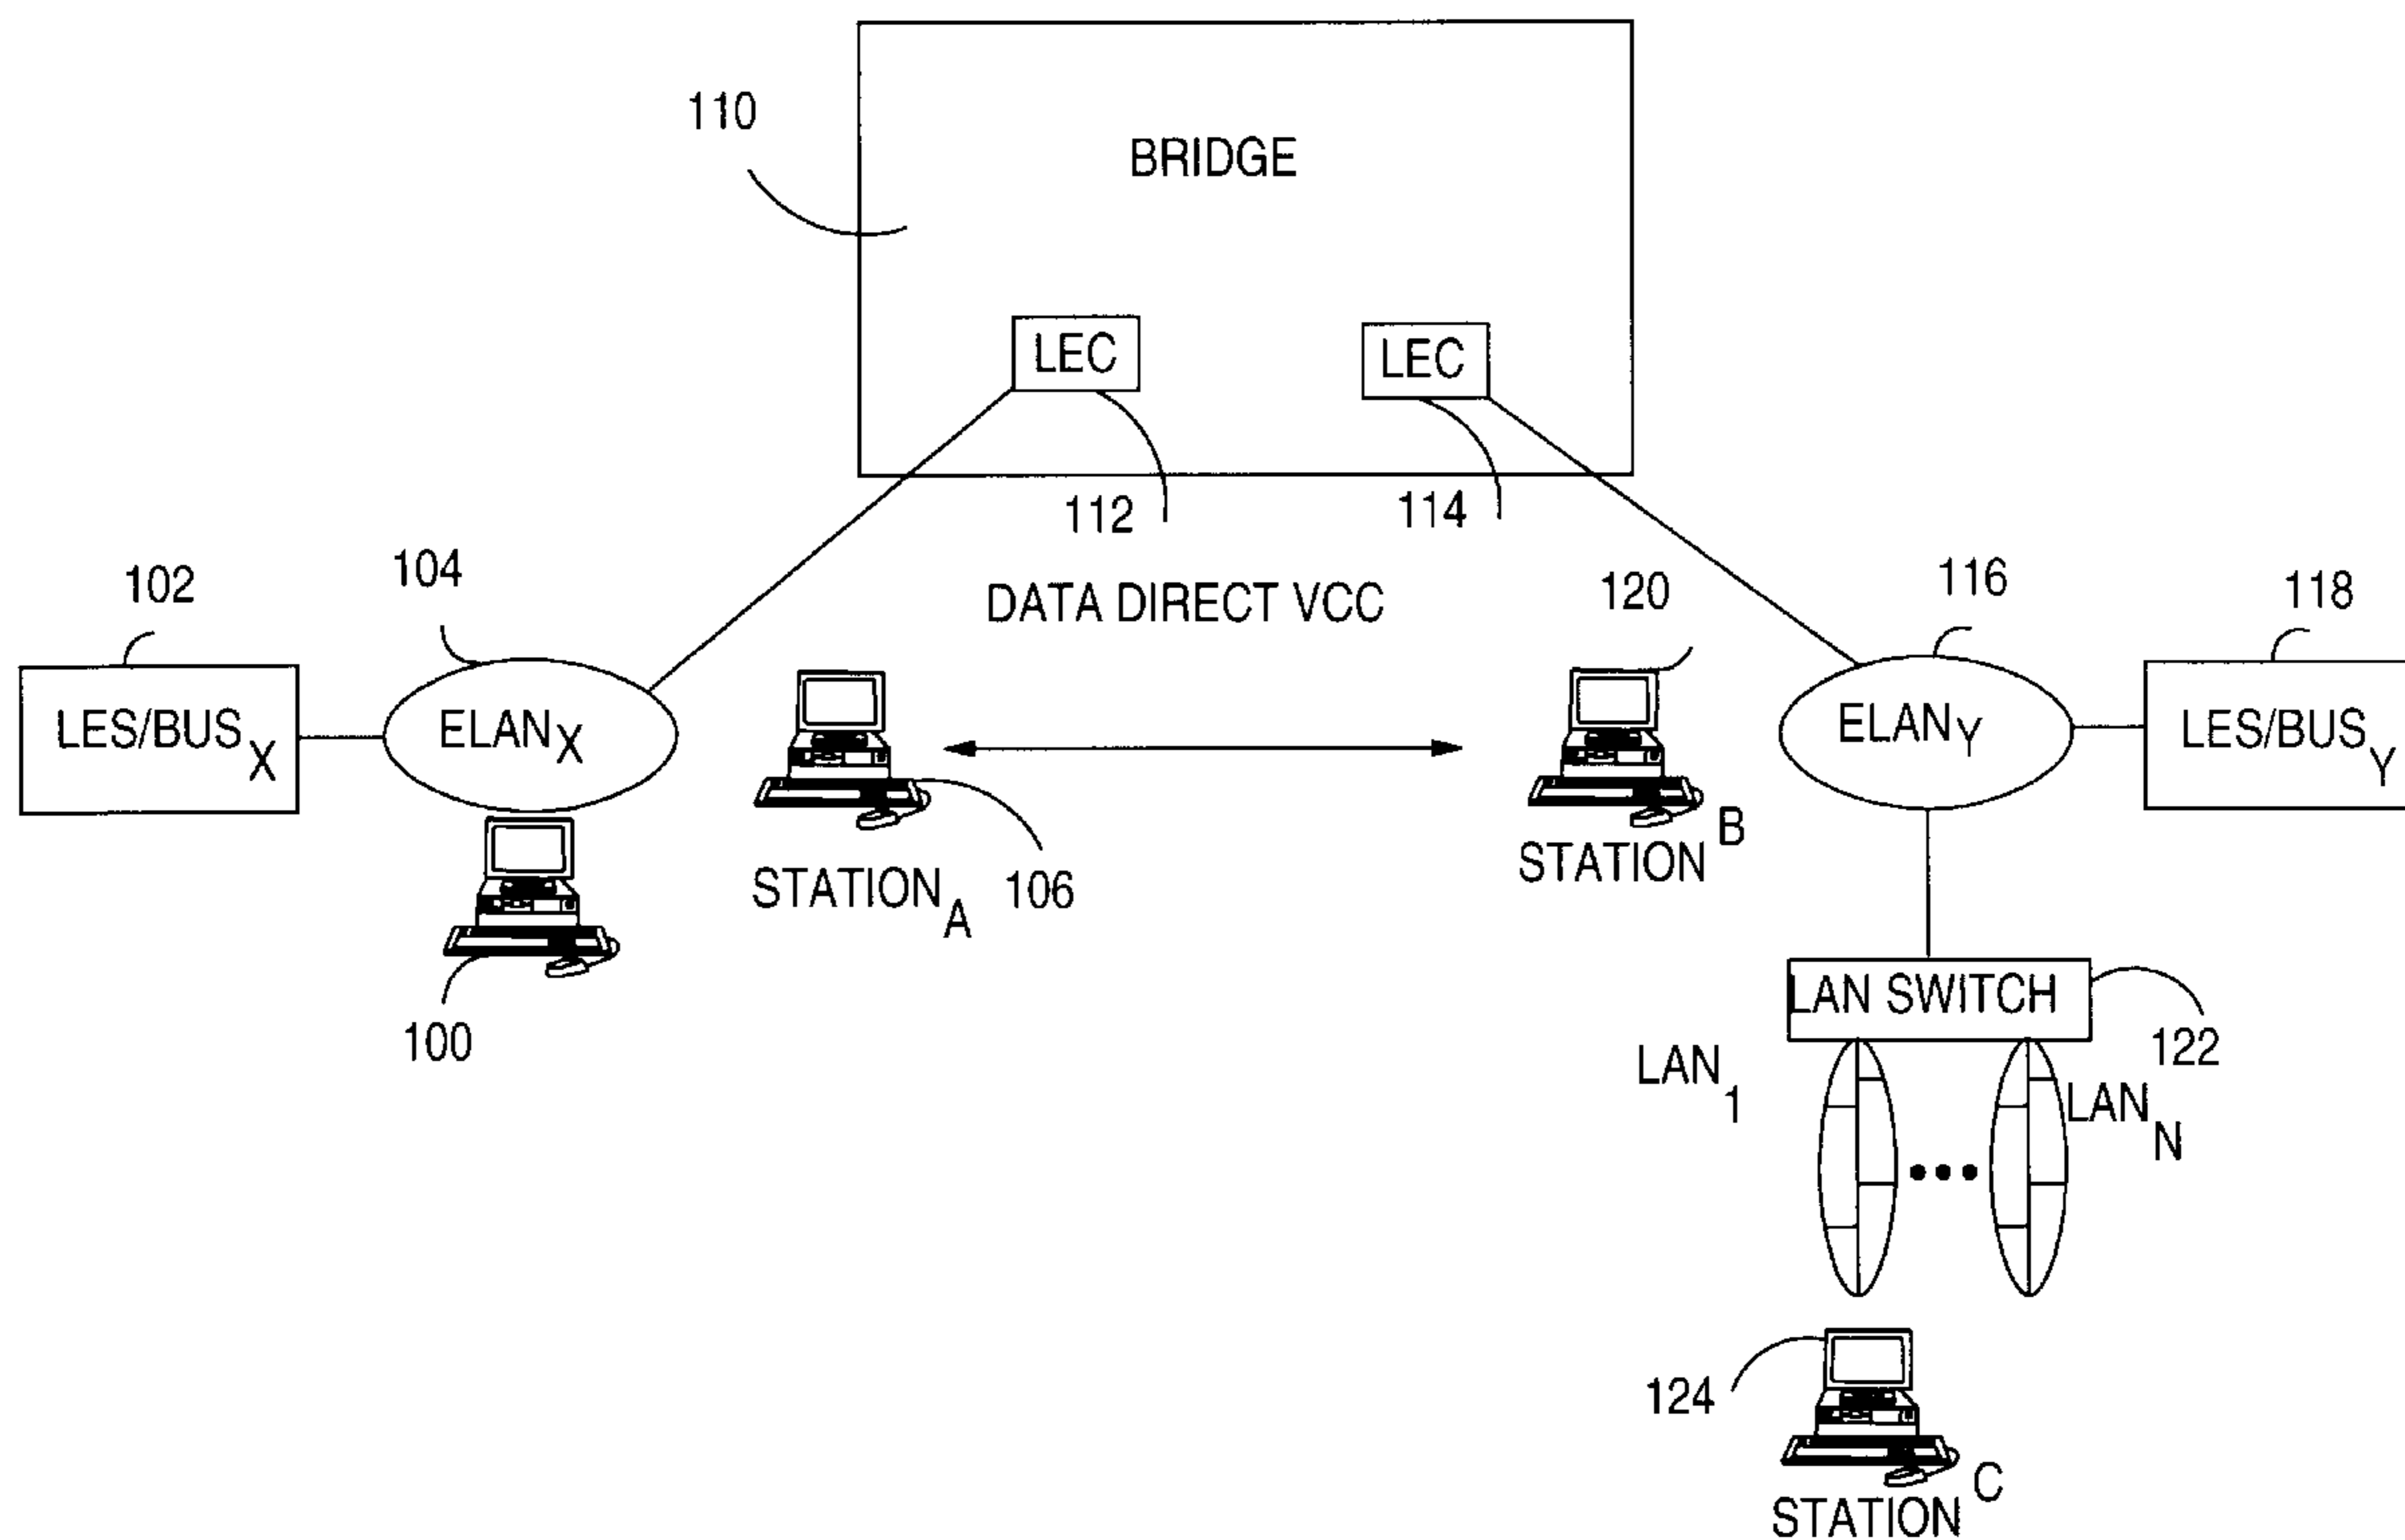 110
BRIDGE
LEC
LEC
112
114
102
104
DATA DIRECT VCC
120
116
118
LES/BUSX
ELANX
ELANY
LES/BUSY
STATIONA
106
STATIONB
100
LAN SWITCH
122
LAN1
LANN
124
STATIONC